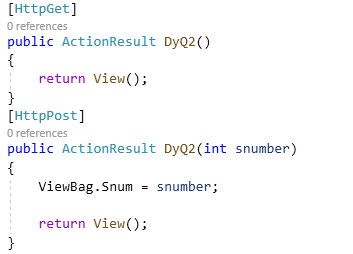 [HttpGet]
0 references
public ActionResult DyQ2()
{
return View();
}
[HttpPost]
0 references
public ActionResult DyQ2(int snumber)
{
ViewBag.Snum = snumber;
return View();
}